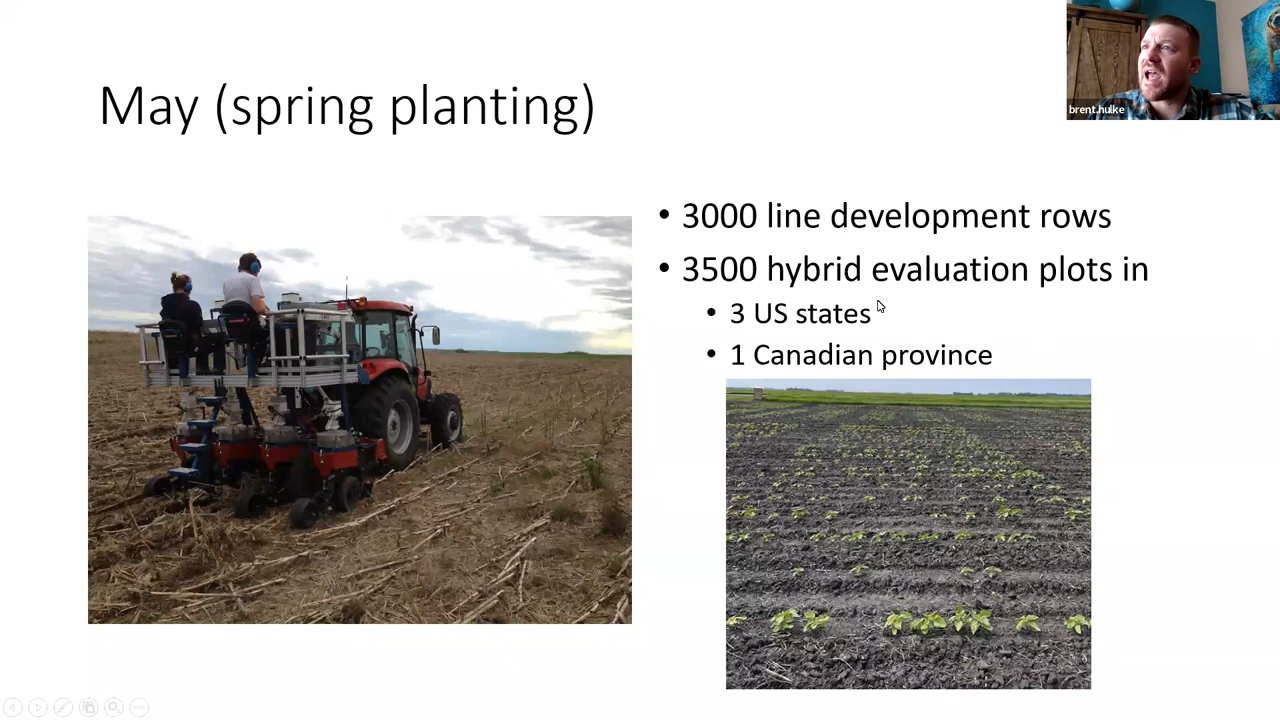 brent.hulke
May (spring planting)
• 3000 line development rows
• 3500 hybrid evaluation plots in
• 3 US states
• 1 Canadian province